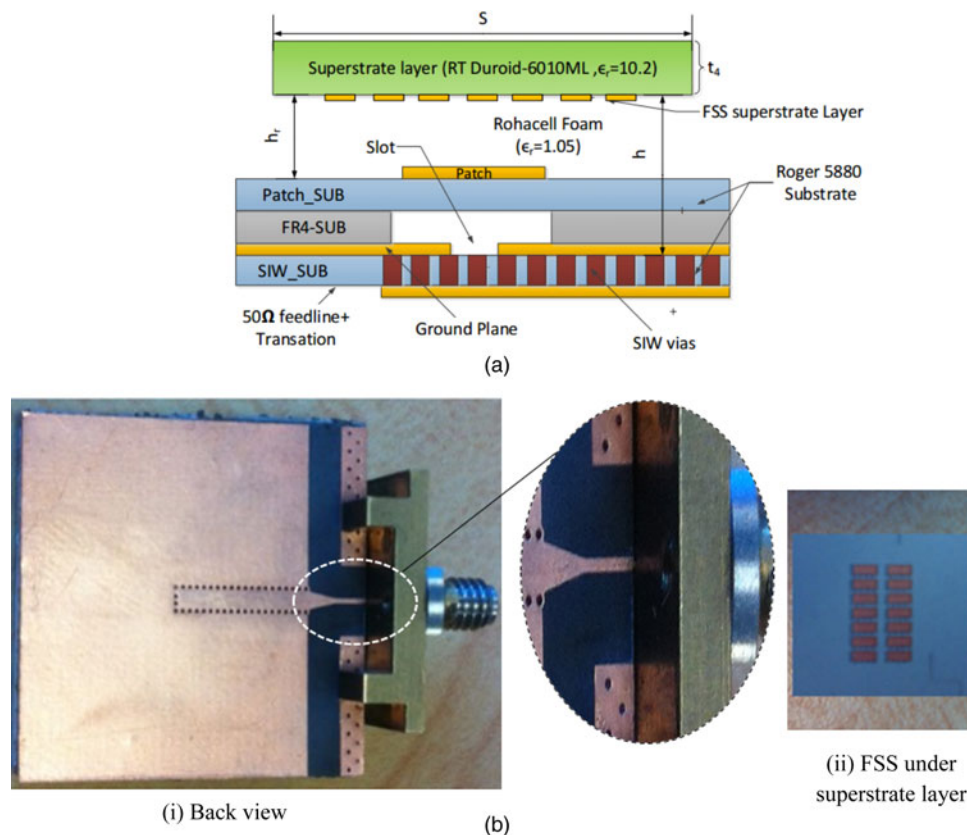 S
Superstrate layer (RT Duroid-6010ML ,ϵr=10.2)
t4
FSS superstrate Layer
hr
Rohacell Foam
(ϵr=1.05)
h
Slot
Patch
Roger 5880
Substrate
Patch_SUB
FR4-SUB
SIW_SUB
50Ω feedline+
Transation
Ground Plane
SIW vias
(a)
(i) Back view
(ii) FSS under
superstrate layer
(b)